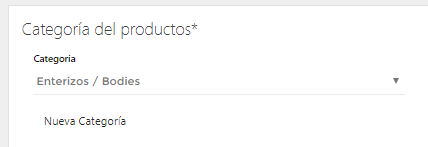 Categoría del productos*
Categoria
Enterizos / Bodies
Nueva Categoría